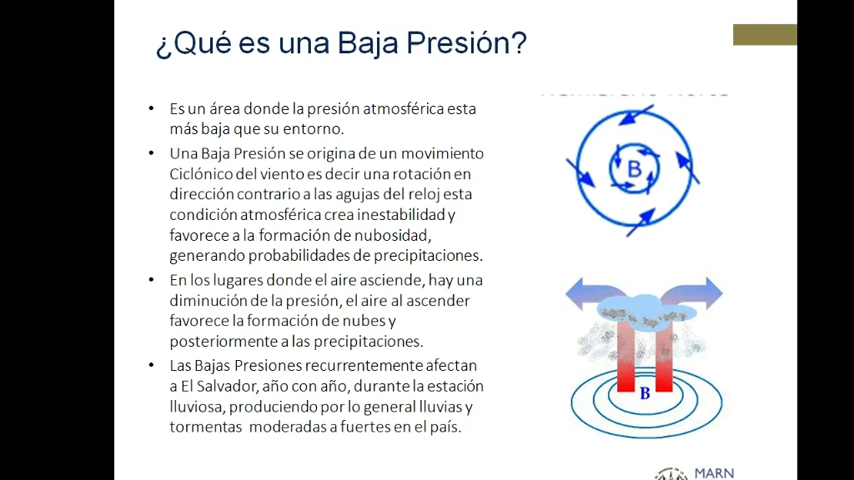 ¿Qué es una Baja Presión?
• Es un área donde la presión atmosférica esta
más baja que su entorno.
• Una Baja Presión se origina de un movimiento
Ciclónico del viento es decir una rotación en
dirección contrario a las agujas del reloj esta
condición atmosférica crea inestabilidad y
favorece a la formación de nubosidad,
generando probabilidades de precipitaciones.
• En los lugares donde el aire asciende, hay una
diminución de la presión, el aire al ascender
favorece la formación de nubes y
posteriormente a las precipitaciones.
• Las Bajas Presiones recurrentemente afectan
a El Salvador, año con año, durante la estación
lluviosa, produciendo por lo general lluvias y
tormentas moderadas a fuertes en el país.
B
B
MARN